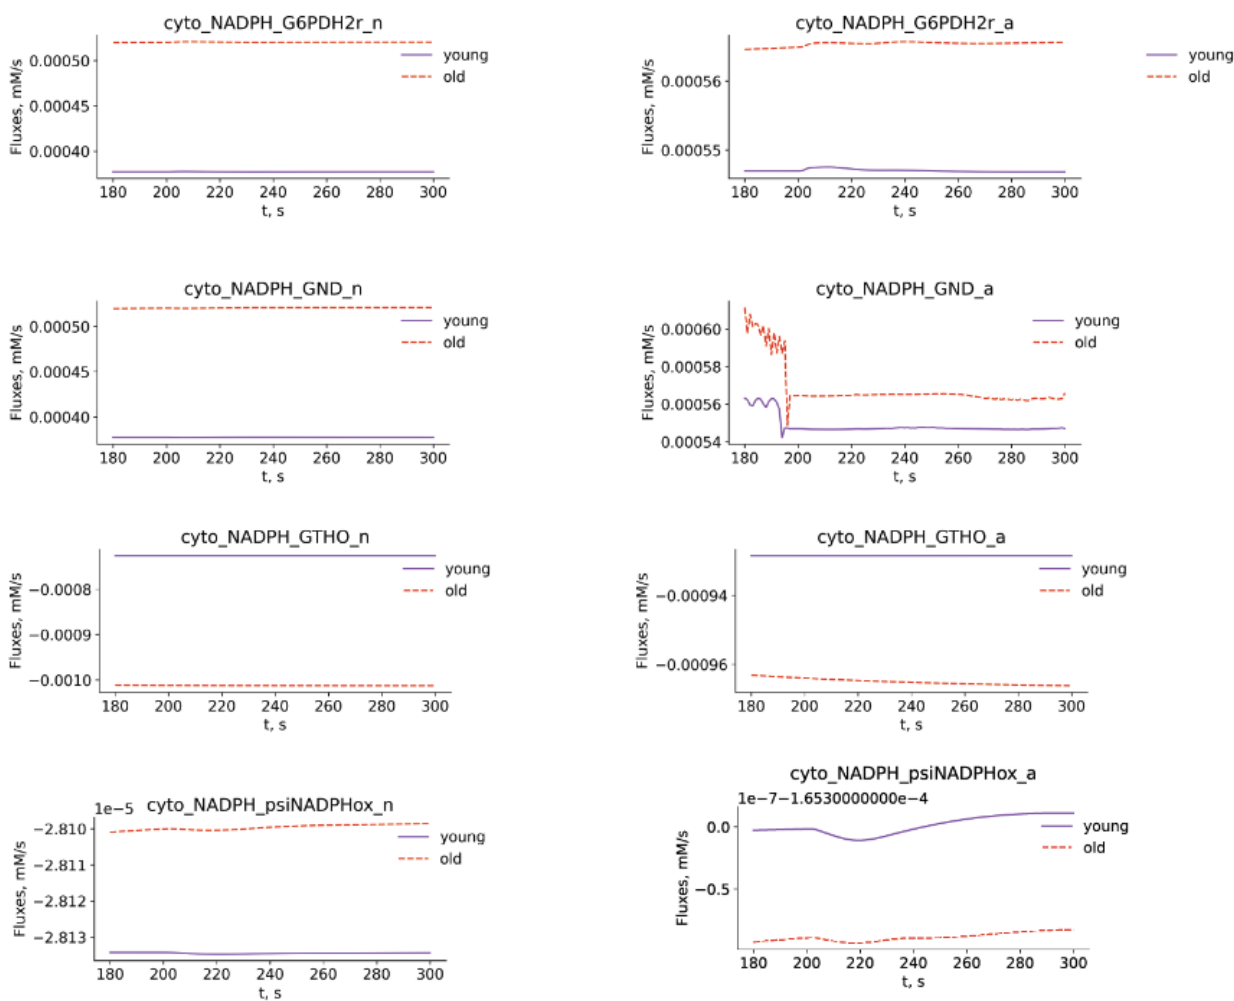 cyto_NADPH_G6PDH2r_n
Fluxes, mM/s
0.00050
0.00045
0.00040
young
old
180 200 220 240 260 280 300
t, s
cyto_NADPH_G6PDH2r_a
Fluxes, mM/s
0.00056
0.00055
young
old
180 200 220 240 260 280 300
t, s
cyto_NADPH_GND_n
Fluxes, mM/s
0.00050
0.00045
0.00040
young
old
180 200 220 240 260 280 300
t, s
cyto_NADPH_GND_a
Fluxes, mM/s
0.00060
0.00058
0.00056
0.00054
young
old
180 200 220 240 260 280 300
t, s
cyto_NADPH_GTHO_n
Fluxes, mM/s
−0.0008
−0.0009
−0.0010
young
old
180 200 220 240 260 280 300
t, s
cyto_NADPH_GTHO_a
Fluxes, mM/s
−0.00094
−0.00096
young
old
180 200 220 240 260 280 300
t, s
cyto_NADPH_psiNADPHox_n
1e−5
Fluxes, mM/s
−2.810
−2.811
−2.812
−2.813
young
old
180 200 220 240 260 280 300
t, s
cyto_NADPH_psiNADPHox_a
1e−7−1.6530000000e−4
Fluxes, mM/s
0.0
−0.5
young
old
180 200 220 240 260 280 300
t, s